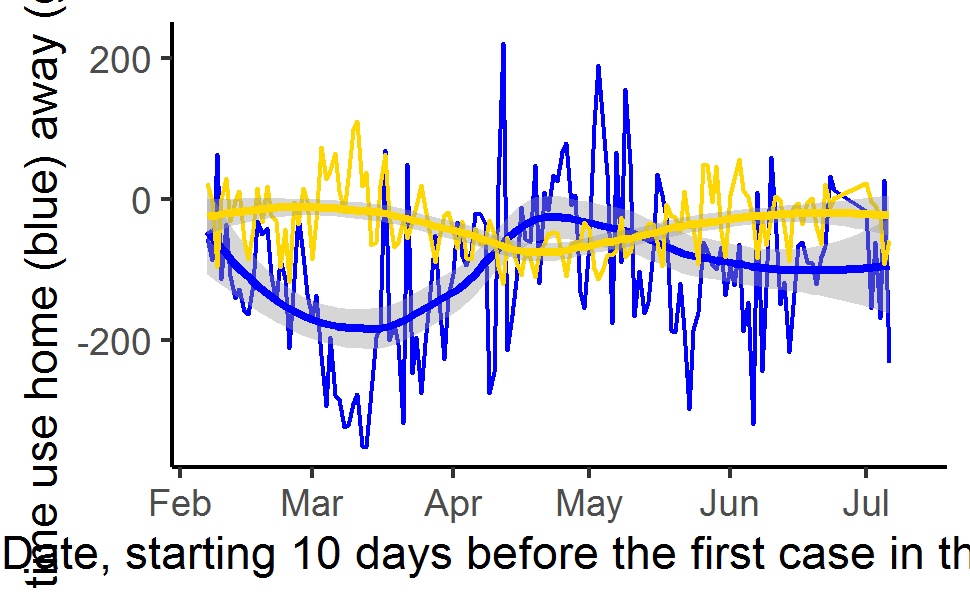 time use home (blue) away (
200
0
-200
Feb Mar Apr May Jun Jul
Date, starting 10 days before the first case in th